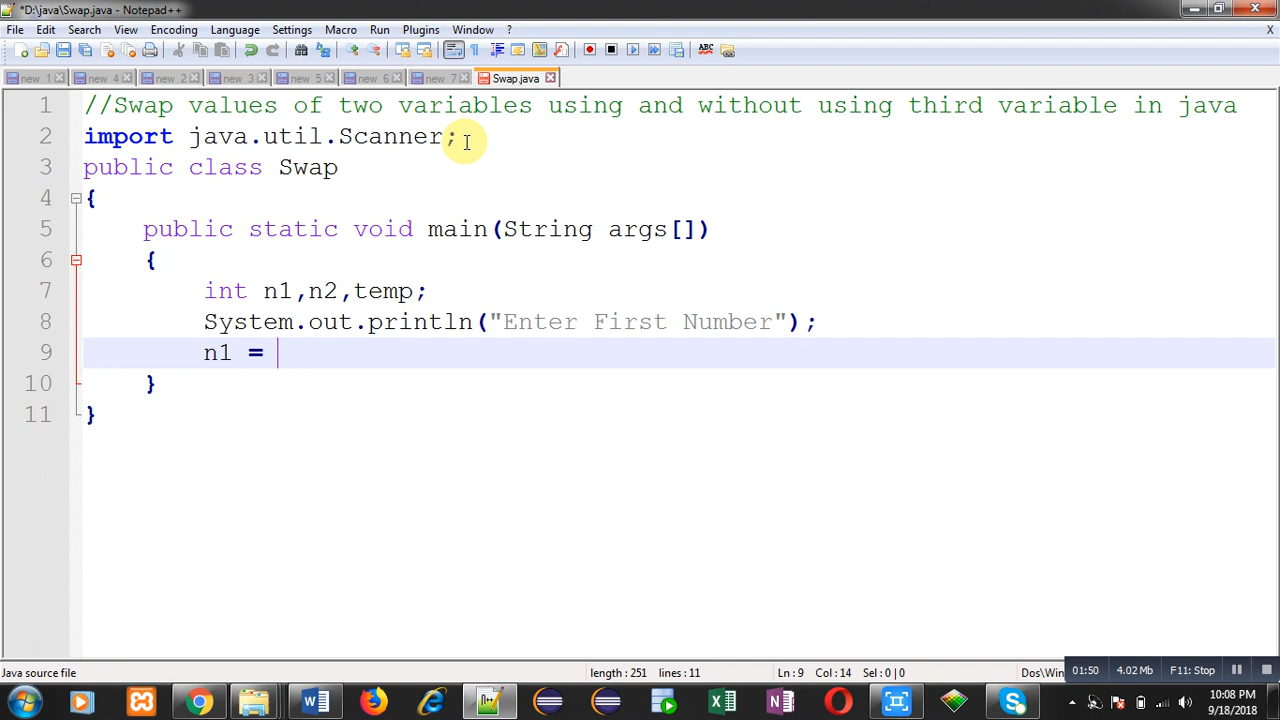 *D:\java\Swap.java - Notepad++
File Edit Search View Encoding Language Settings Macro Run Plugins Window ? X
new 1 new 4 new 2 new 3 new 5 new 6 new 7 Swap.java
1 //Swap values of two variables using and without using third variable in java
2 import java.util.Scanner;
3 public class Swap
4 {
5 public static void main(String args[])
6 {
7 int n1,n2,temp;
8 System.out.println("Enter First Number");
9 n1 =
10 }
11 }
Java source file length : 251 lines : 11 Ln : 9 Col : 14 Sel : 0 | 0 Dos\Win 01:50 4.02 Mb F11: Stop
10:08 PM
9/18/2018